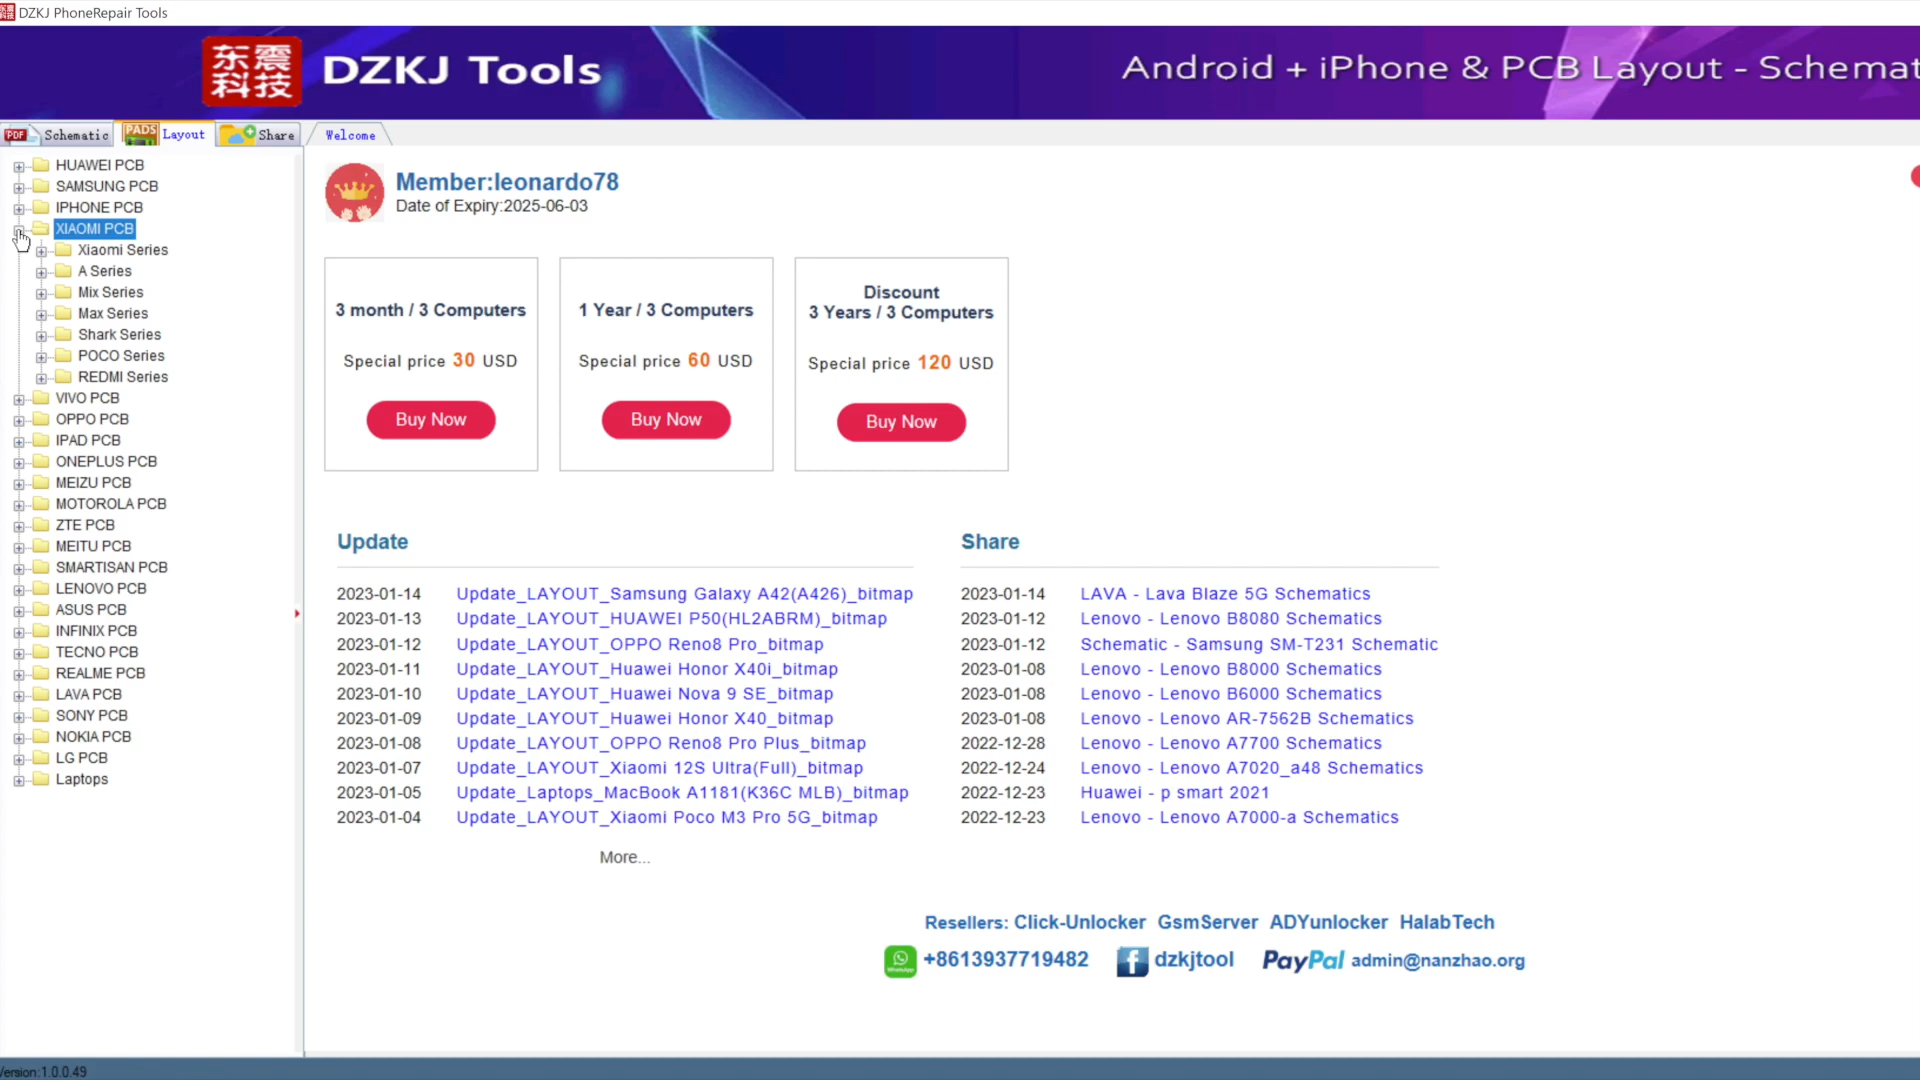 DZKJ PhoneRepair Tools
东震
科技
DZKJ Tools
Android + iPhone & PCB Layout - Schemat
PDF Schematic
PADS Layout
Share
Welcome
HUAWEI PCB
SAMSUNG PCB
IPHONE PCB
XIAOMI PCB
Xiaomi Series
A Series
Mix Series
Max Series
Shark Series
POCO Series
REDMI Series
VIVO PCB
OPPO PCB
IPAD PCB
ONEPLUS PCB
MEIZU PCB
MOTOROLA PCB
ZTE PCB
MEITU PCB
SMARTISAN PCB
LENOVO PCB
ASUS PCB
INFINIX PCB
TECNO PCB
REALME PCB
LAVA PCB
SONY PCB
NOKIA PCB
LG PCB
Laptops
Member:leonardo78
Date of Expiry:2025-06-03
3 month / 3 Computers
Special price 30 USD
Buy Now
1 Year / 3 Computers
Special price 60 USD
Buy Now
Discount
3 Years / 3 Computers
Special price 120 USD
Buy Now
Update
2023-01-14 Update_LAYOUT_Samsung Galaxy A42(A426)_bitmap
2023-01-13 Update_LAYOUT_HUAWEI P50(HL2ABRM)_bitmap
2023-01-12 Update_LAYOUT_OPPO Reno8 Pro_bitmap
2023-01-11 Update_LAYOUT_Huawei Honor X40i_bitmap
2023-01-10 Update_LAYOUT_Huawei Nova 9 SE_bitmap
2023-01-09 Update_LAYOUT_Huawei Honor X40_bitmap
2023-01-08 Update_LAYOUT_OPPO Reno8 Pro Plus_bitmap
2023-01-07 Update_LAYOUT_Xiaomi 12S Ultra(Full)_bitmap
2023-01-05 Update_Laptops_MacBook A1181(K36C MLB)_bitmap
2023-01-04 Update_LAYOUT_Xiaomi Poco M3 Pro 5G_bitmap
More...
Share
2023-01-14 LAVA - Lava Blaze 5G Schematics
2023-01-12 Lenovo - Lenovo B8080 Schematics
2023-01-12 Schematic - Samsung SM-T231 Schematic
2023-01-08 Lenovo - Lenovo B8000 Schematics
2023-01-08 Lenovo - Lenovo B6000 Schematics
2023-01-08 Lenovo - Lenovo AR-7562B Schematics
2022-12-28 Lenovo - Lenovo A7700 Schematics
2022-12-24 Lenovo - Lenovo A7020_a48 Schematics
2022-12-23 Huawei - p smart 2021
2022-12-23 Lenovo - Lenovo A7000-a Schematics
Resellers: Click-Unlocker GsmServer ADYunlocker HalabTech
WhatsApp +8613937719482 f dzkjtool PayPal admin@nanzhao.org
Version:1.0.0.49